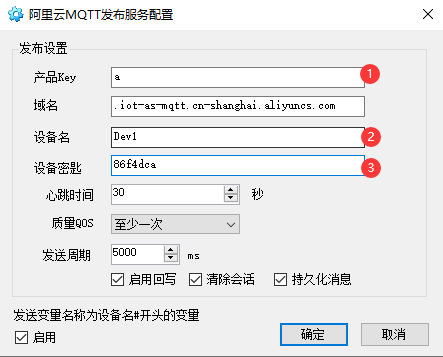 阿里云MQTT发布服务配置
发布设置
产品Key a 1
域名 .iot-as-mqtt.cn-shanghai.aliyuncs.com
设备名 Dev1 2
设备密匙 86f4dca 3
心跳时间 30 秒
质量QOS 至少一次
发送周期 5000 ms
启用回写 清除会话 持久化消息
发送变量名称为设备名#开头的变量
启用 确定 取消